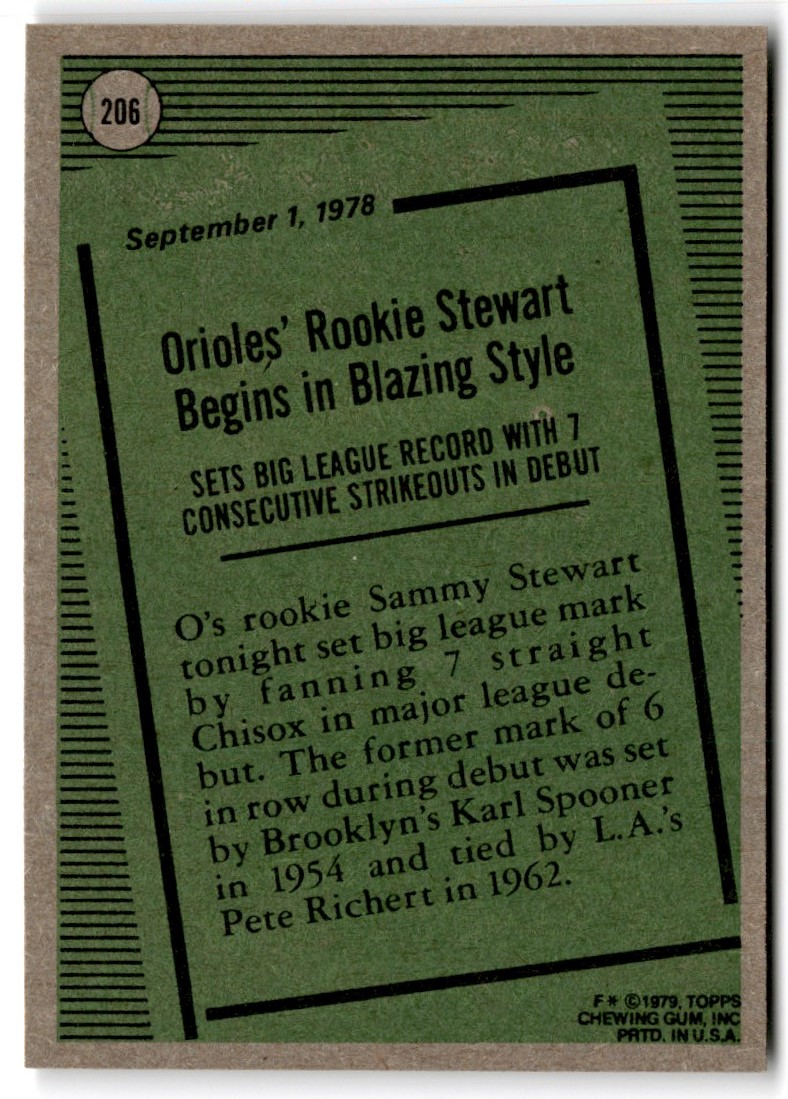 206
September 1, 1978
Orioles' Rookie Stewart
Begins in Blazing Style
SETS BIG LEAGUE RECORD WITH 7
CONSECUTIVE STRIKEOUTS IN DEBUT
O's rookie Sammy Stewart
tonight set big league mark
by fanning 7 straight
Chisox in major league de-
but. The former mark of 6
in row during debut was set
by Brooklyn's Karl Spooner
in 1954 and tied by L.A.'s
Pete Richert in 1962.
F* ©1979, TOPPS
CHEWING GUM, INC
PRTD. IN U.S.A.